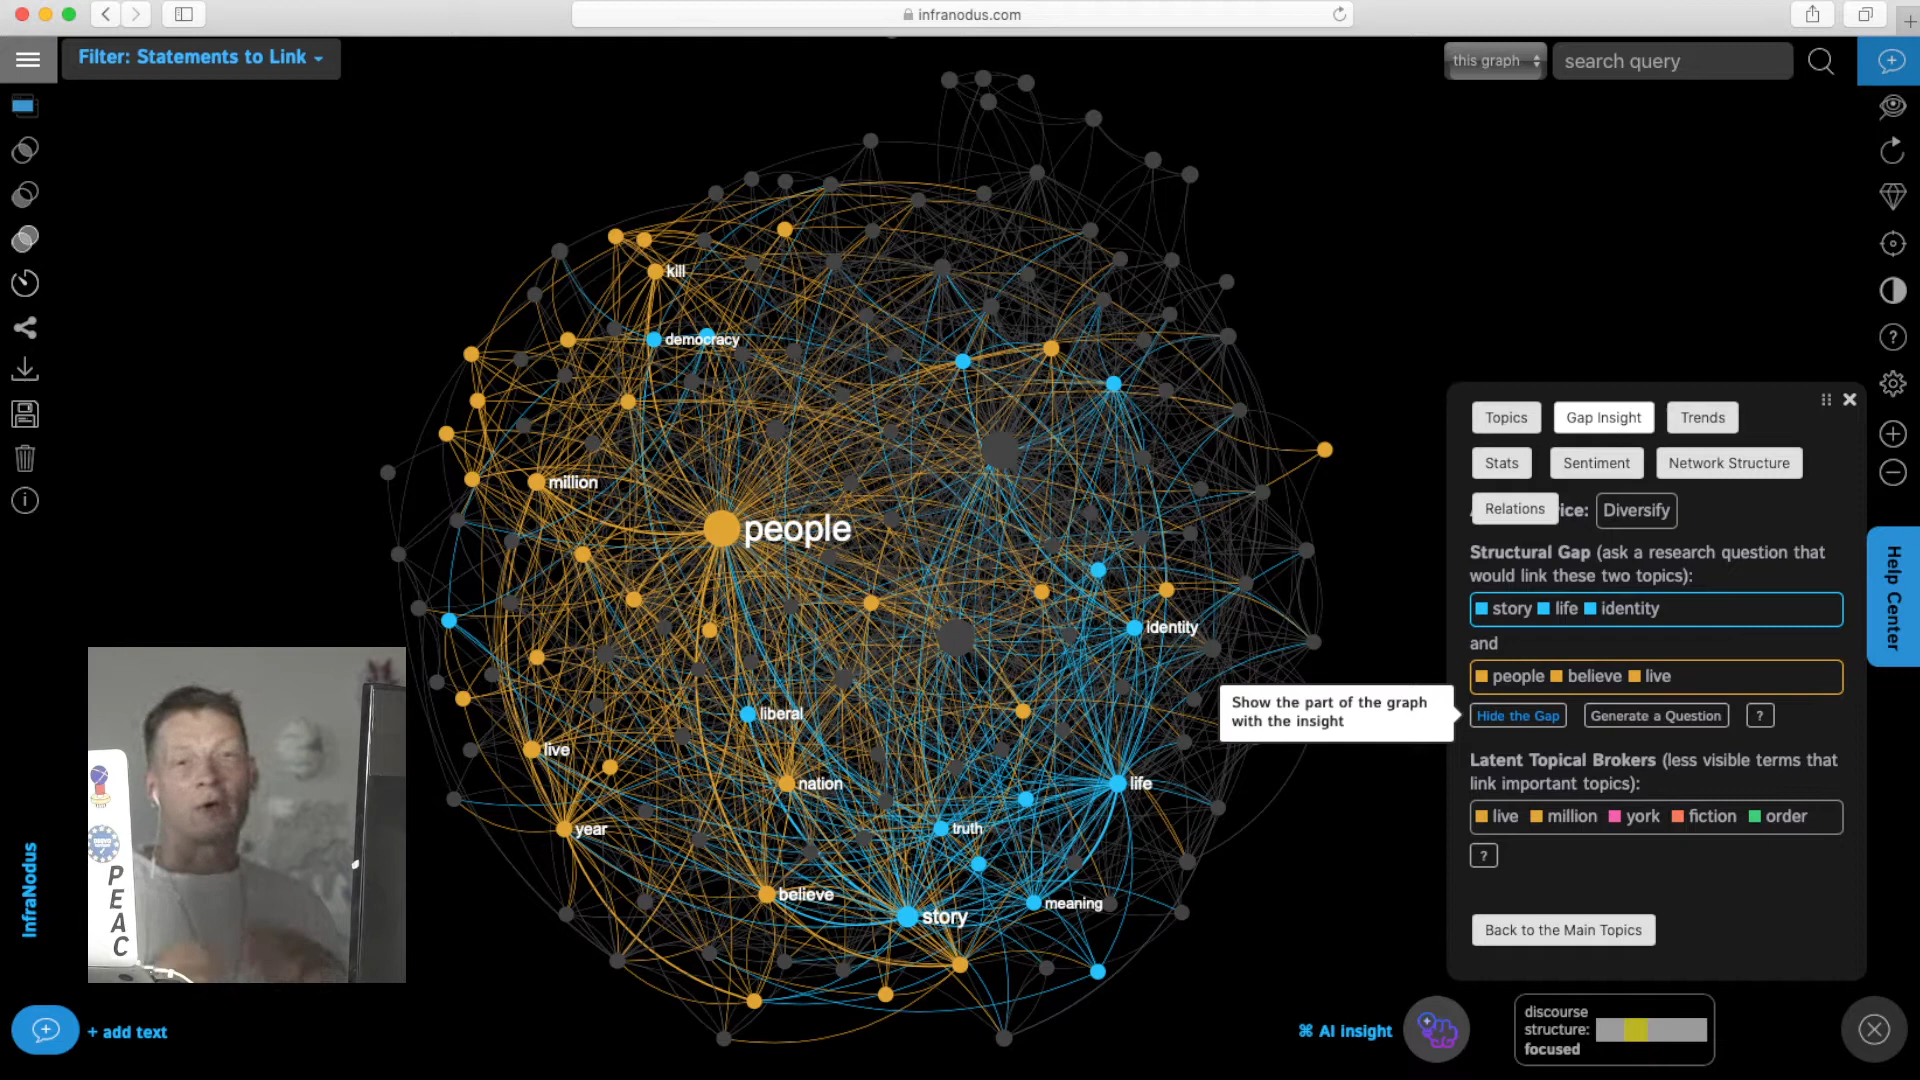 infranodus.com
Filter: Statements to Link
this graph
search query
kill
democracy
million
people
identity
liberal
live
nation
life
year
truth
believe
story
meaning
Topics
Gap Insight
Trends
Stats
Sentiment
Network Structure
Relations
ice:
Diversify
Structural Gap (ask a research question that
would link these two topics):
story life identity
and
people believe live
Show the part of the graph
with the insight
Hide the Gap
Generate a Question
?
Latent Topical Brokers (less visible terms that
link important topics):
live million york fiction order
?
Back to the Main Topics
Help Center
InfraNodus
P
E
A
C
+ add text
⌘ AI insight
discourse
structure:
focused